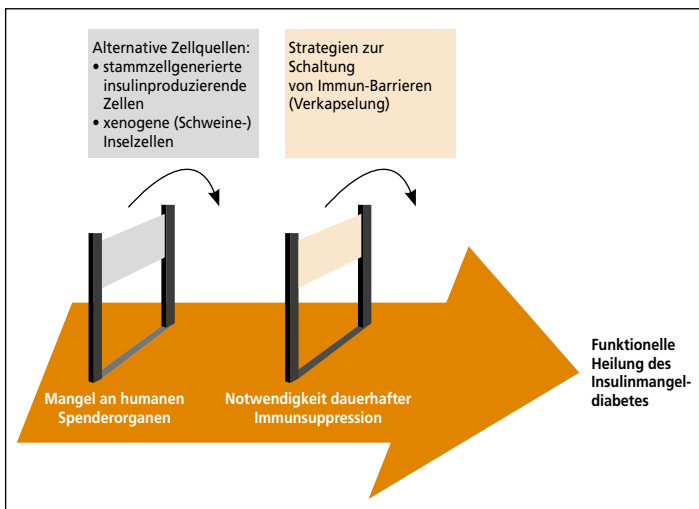 Alternative Zellquellen:
• stammzellgenerierte
insulinproduzierende
Zellen
• xenogene (Schweine-)
Inselzellen
Strategien zur
Schaltung
von Immun-Barrieren
(Verkapselung)
Mangel an humanen
Spenderorganen
Notwendigkeit dauerhafter
Immunsuppression
Funktionelle
Heilung des
Insulinmangel-
diabetes